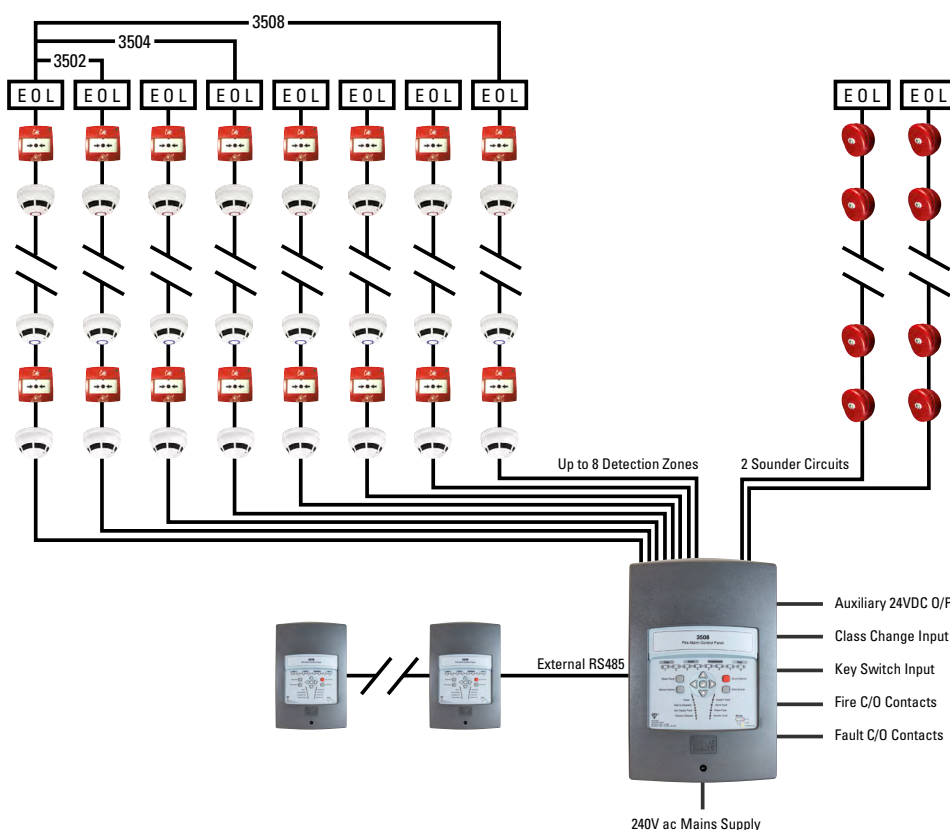 3508
3504
3502
EOL EOL EOL EOL EOL EOL EOL EOL EOL EOL
Up to 8 Detection Zones
2 Sounder Circuits
3508
Fire Alarm Control Panel
External RS485
Auxiliary 24VDC O/P
Class Change Input
Key Switch Input
Fire C/O Contacts
Fault C/O Contacts
240V ac Mains Supply